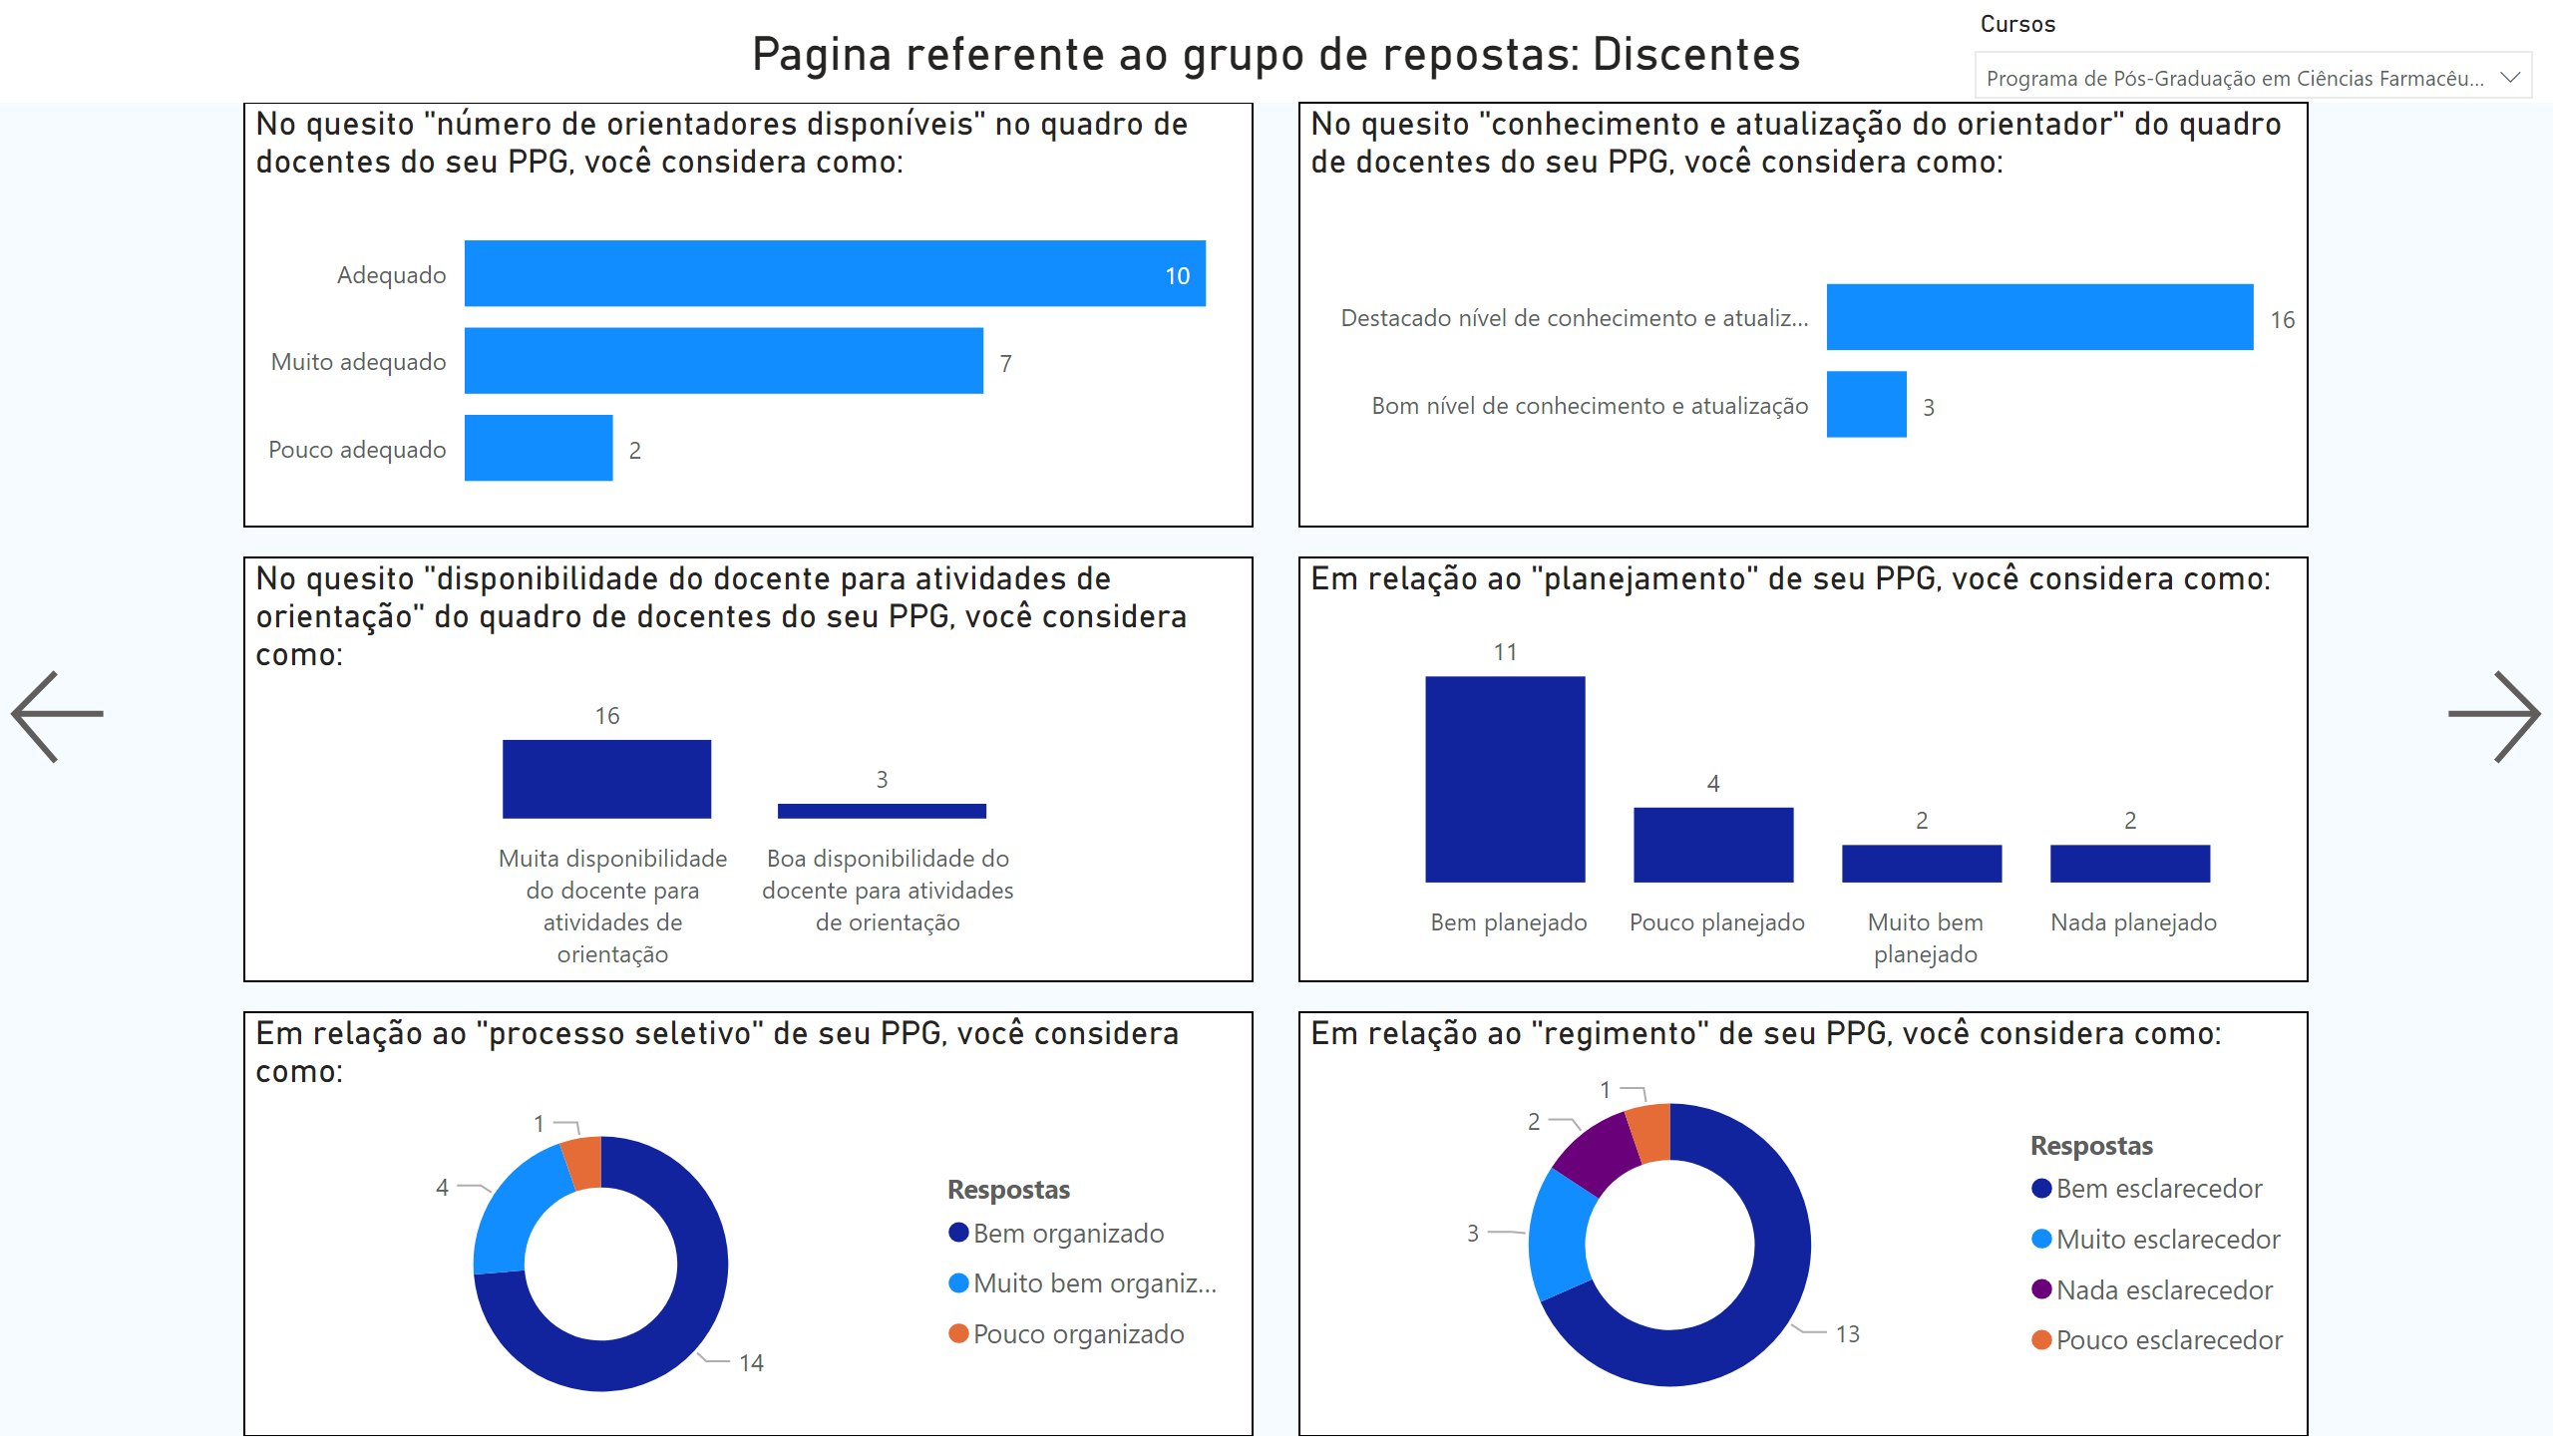 Pagina referente ao grupo de repostas: Discentes
Cursos
Programa de Pós-Graduação em Ciências Farmacêu...
No quesito "número de orientadores disponíveis" no quadro de
docentes do seu PPG, você considera como:
Adequado
10
Muito adequado
7
Pouco adequado
2
No quesito "conhecimento e atualização do orientador" do quadro
de docentes do seu PPG, você considera como:
Destacado nível de conhecimento e atualiz...
16
Bom nível de conhecimento e atualização
3
No quesito "disponibilidade do docente para atividades de
orientação" do quadro de docentes do seu PPG, você considera
como:
16
3
Muita disponibilidade
do docente para
atividades de
orientação
Boa disponibilidade do
docente para atividades
de orientação
Em relação ao "planejamento" de seu PPG, você considera como:
11
4
2
2
Bem planejado
Pouco planejado
Muito bem
planejado
Nada planejado
Em relação ao "processo seletivo" de seu PPG, você considera
como:
1
4
14
Respostas
Bem organizado
Muito bem organiz...
Pouco organizado
Em relação ao "regimento" de seu PPG, você considera como:
1
2
3
13
Respostas
Bem esclarecedor
Muito esclarecedor
Nada esclarecedor
Pouco esclarecedor